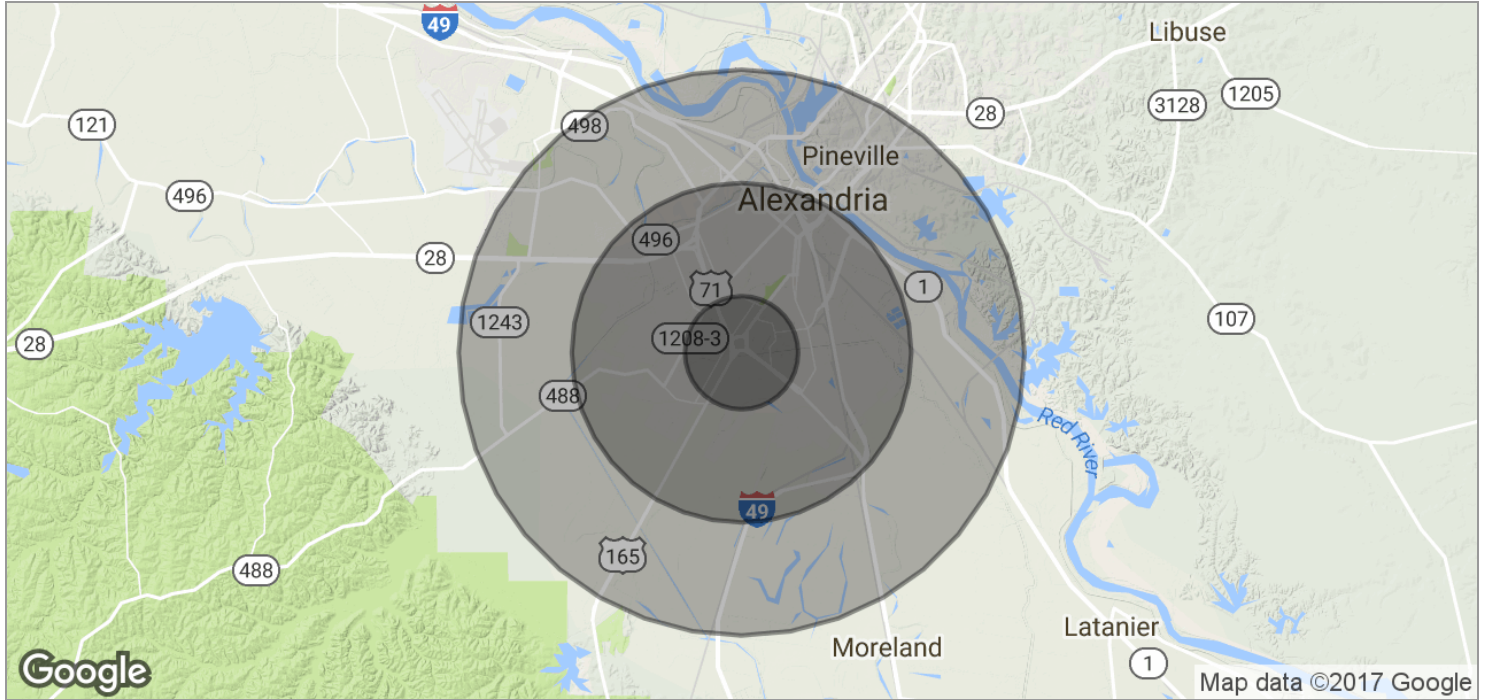 49
Libuse
121
498
28
3128
1205
Pineville
496
Alexandria
496
28
71
1
1243
1208-3
28
107
488
Red River
49
165
488
Latanier
Moreland
1
Google
Map data ©2017 Google